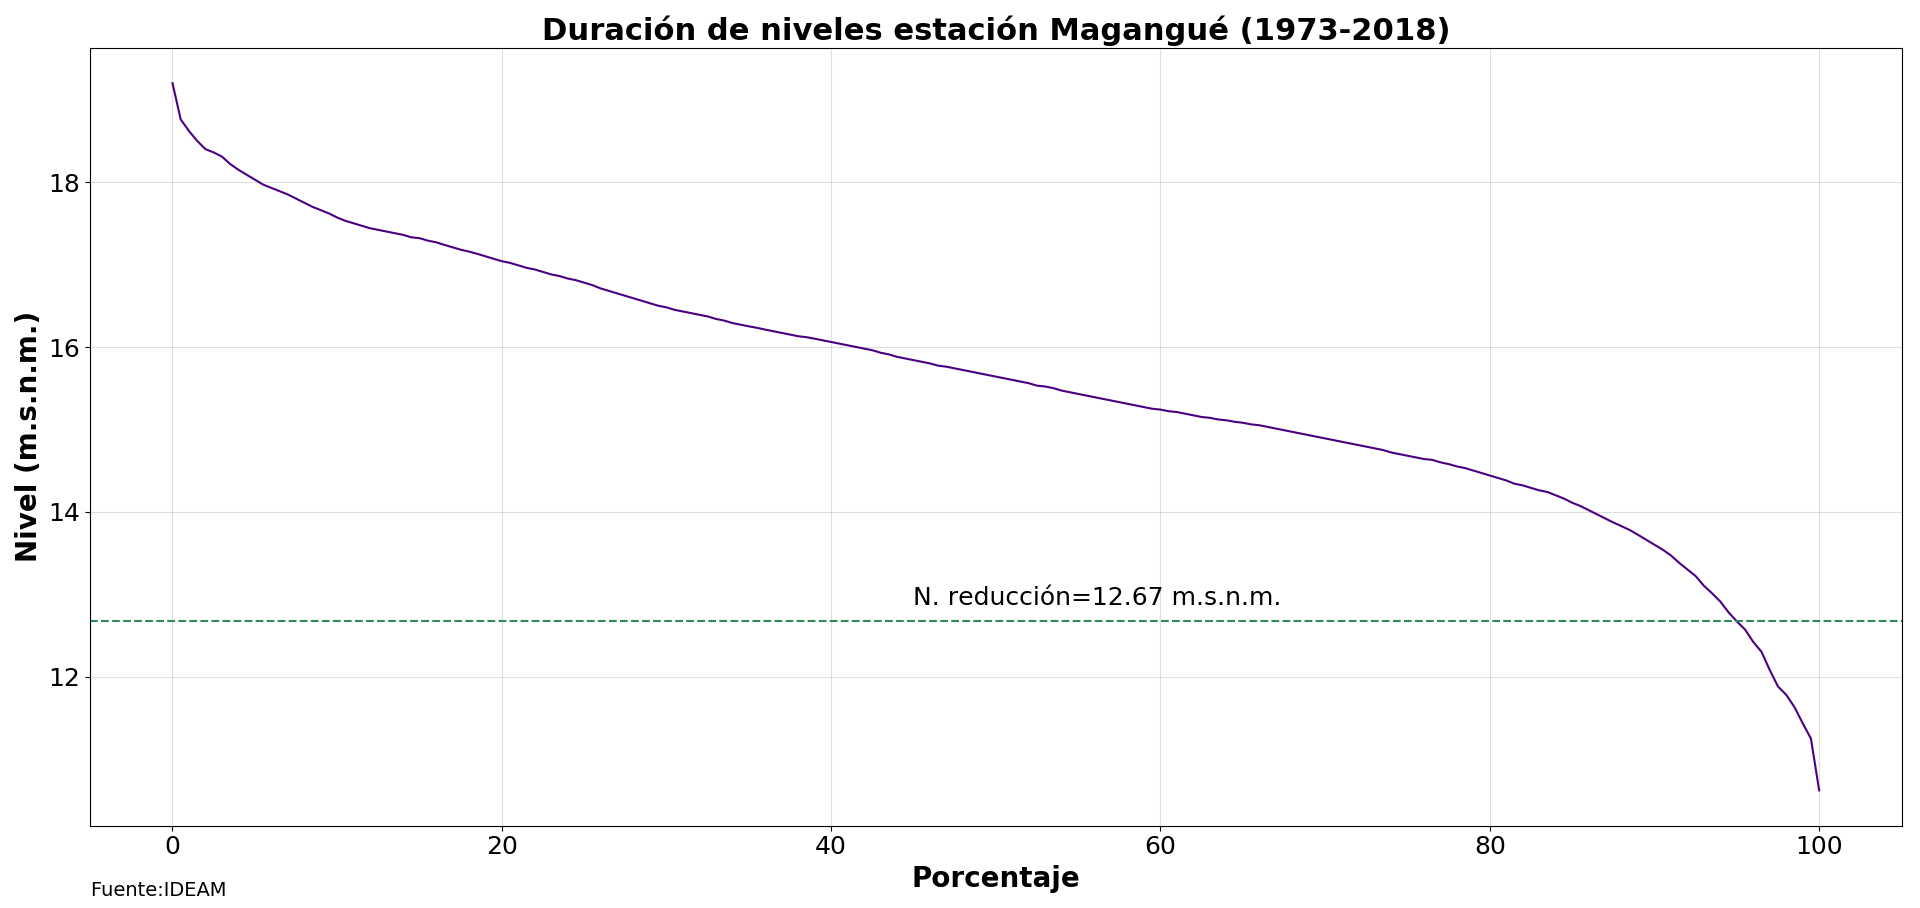 Duración de niveles estación Magangué (1973-2018)
Nivel (m.s.n.m.)
18
16
14
12
N. reducción=12.67 m.s.n.m.
0
20
40
60
80
100
Porcentaje
Fuente:IDEAM